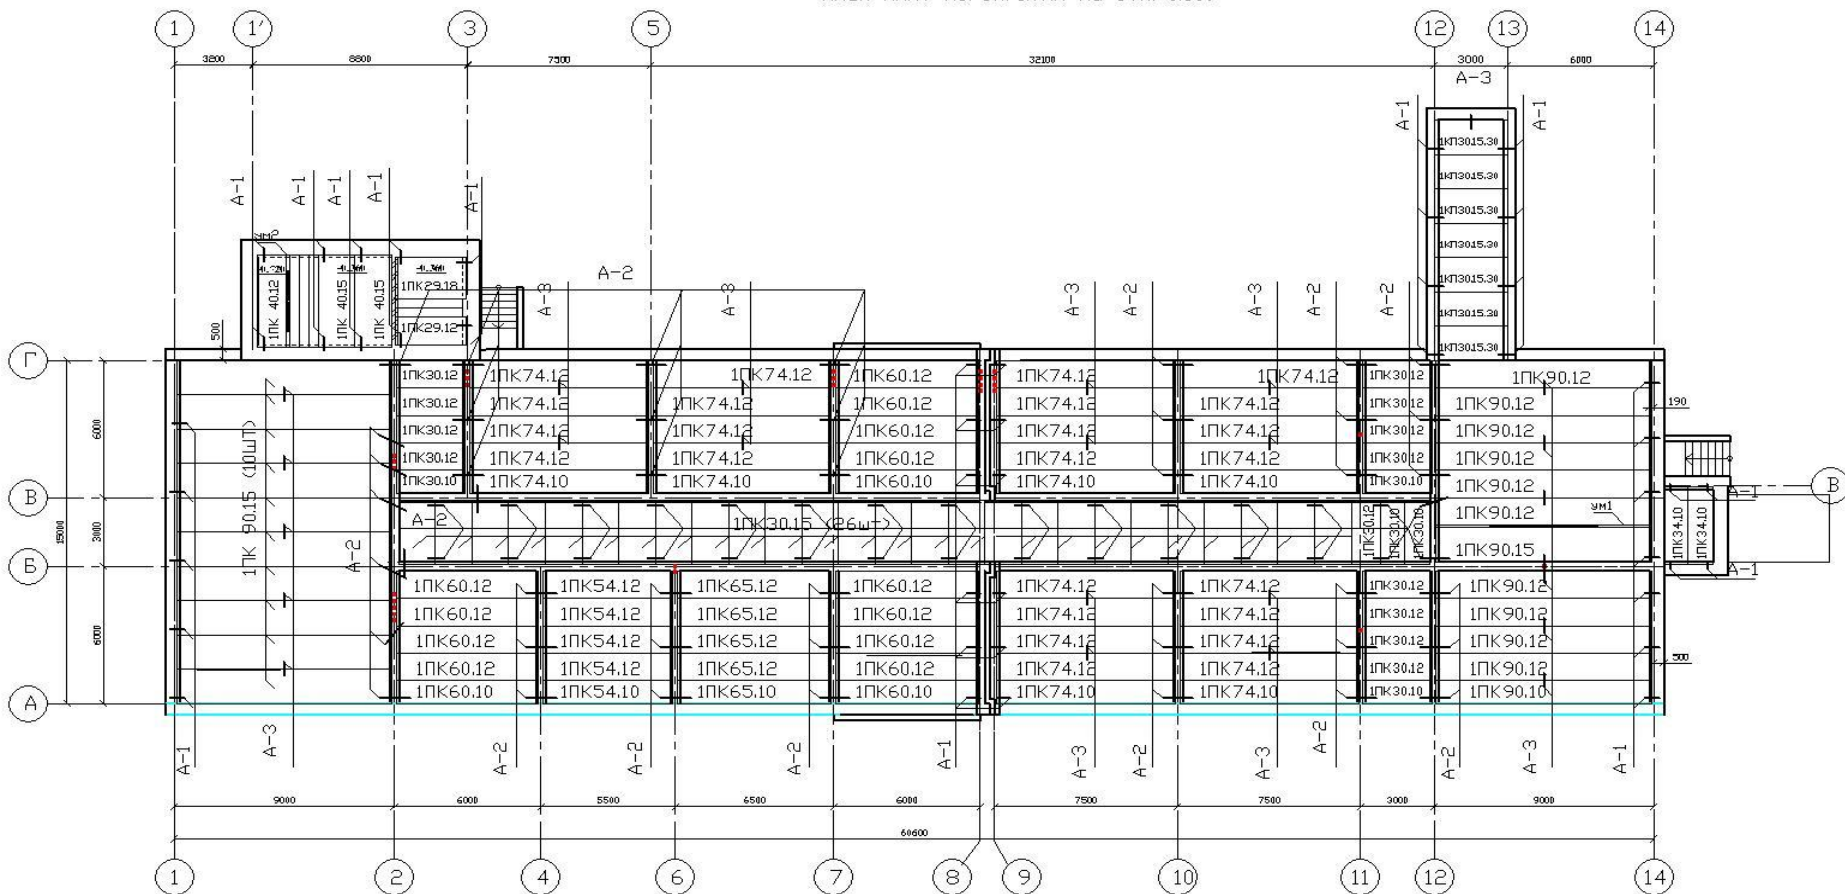 1 1' 3 5 12 13 14
3200 8800 7500 32100 3000 6000
А-3
А-1 А-1
1КП3015.30
1КП3015.30
1КП3015.30
1КП3015.30
1КП3015.30
1КП3015.30
1КП3015.30
А-1 А-1 А-1 А-1 А-1
УМ2
1ПК 40.12 1ПК 40.15 1ПК 40.15
1ПК29.18
1ПК29.12
А-2
А-3 А-3 А-3 А-2 А-3 А-2 А-2
500
Г
1ПК30.12 1ПК74.12 1ПК74.12 1ПК60.12 1ПК74.12 1ПК74.12 1ПК30.12 1ПК90.12
1ПК30.12 1ПК74.12 1ПК74.12 1ПК60.12 1ПК74.12 1ПК74.12 1ПК30.12 1ПК90.12 190
1ПК30.12 1ПК74.12 1ПК74.12 1ПК60.12 1ПК74.12 1ПК74.12 1ПК30.12 1ПК90.12
1ПК30.12 1ПК74.12 1ПК74.12 1ПК60.12 1ПК74.12 1ПК74.12 1ПК30.12 1ПК90.12
1ПК30.10 1ПК74.10 1ПК74.10 1ПК60.10 1ПК74.10 1ПК74.10 1ПК30.10 1ПК90.12
6000
1ПК 90.15 (10ШТ)
В В
А-2 1ПК30.15 (26шт) 1ПК30.12 1ПК30.10 1ПК30.10 1ПК90.12 УМ1
1ПК90.15
1ПК34.10 1ПК34.10
А-1
А-1
15000 3000
А-2
Б
1ПК60.12 1ПК54.12 1ПК65.12 1ПК60.12 1ПК74.12 1ПК74.12 1ПК30.12 1ПК90.12
1ПК60.12 1ПК54.12 1ПК65.12 1ПК60.12 1ПК74.12 1ПК74.12 1ПК30.12 1ПК90.12
1ПК60.12 1ПК54.12 1ПК65.12 1ПК60.12 1ПК74.12 1ПК74.12 1ПК30.12 1ПК90.12
1ПК60.12 1ПК54.12 1ПК65.12 1ПК60.12 1ПК74.12 1ПК74.12 1ПК30.12 1ПК90.12 500
1ПК60.10 1ПК54.10 1ПК65.10 1ПК60.10 1ПК74.10 1ПК74.10 1ПК30.10 1ПК90.10
6000
А
А-1 А-3 А-2 А-2 А-2 А-1 А-3 А-2 А-3 А-2 А-2 А-3 А-1
9000 6000 5500 6500 6000 7500 7500 3000 9000
60600
1 2 4 6 7 8 9 10 11 12 14